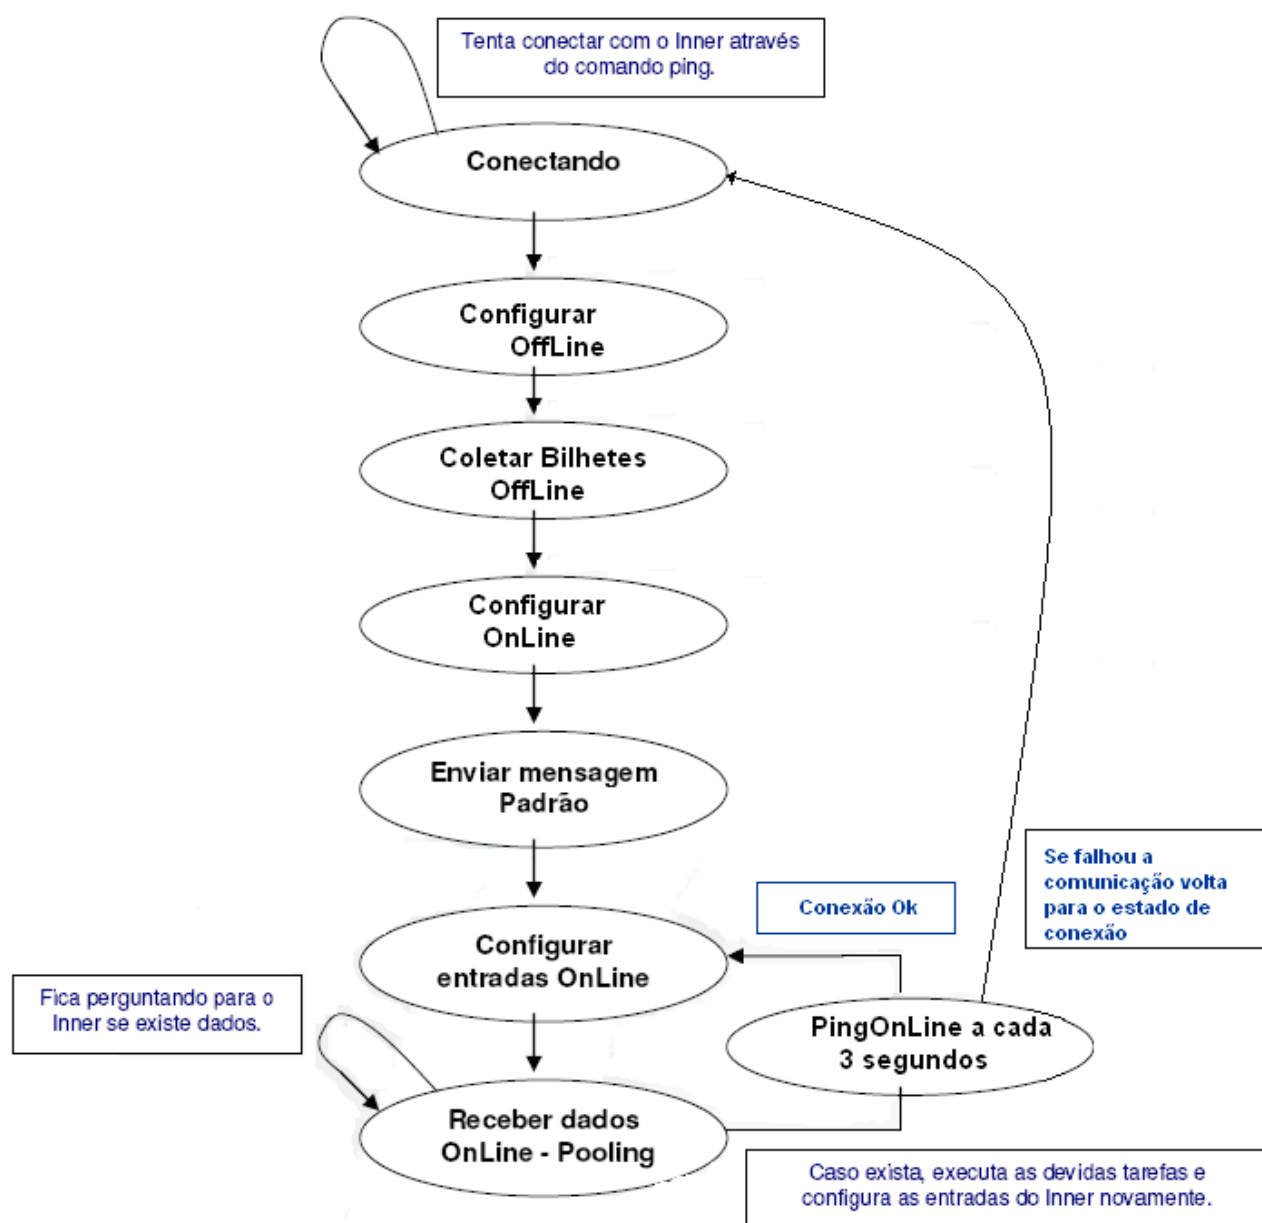 Tenta conectar com o Inner através
do comando ping.
Conectando
Configurar
OffLine
Coletar Bilhetes
OffLine
Configurar
OnLine
Enviar mensagem
Padrão
Se falhou a
comunicação volta
para o estado de
conexão
Conexão Ok
Configurar
entradas OnLine
Fica perguntando para o
Inner se existe dados.
PingOnLine a cada
3 segundos
Receber dados
OnLine - Pooling
Caso exista, executa as devidas tarefas e
configura as entradas do Inner novamente.